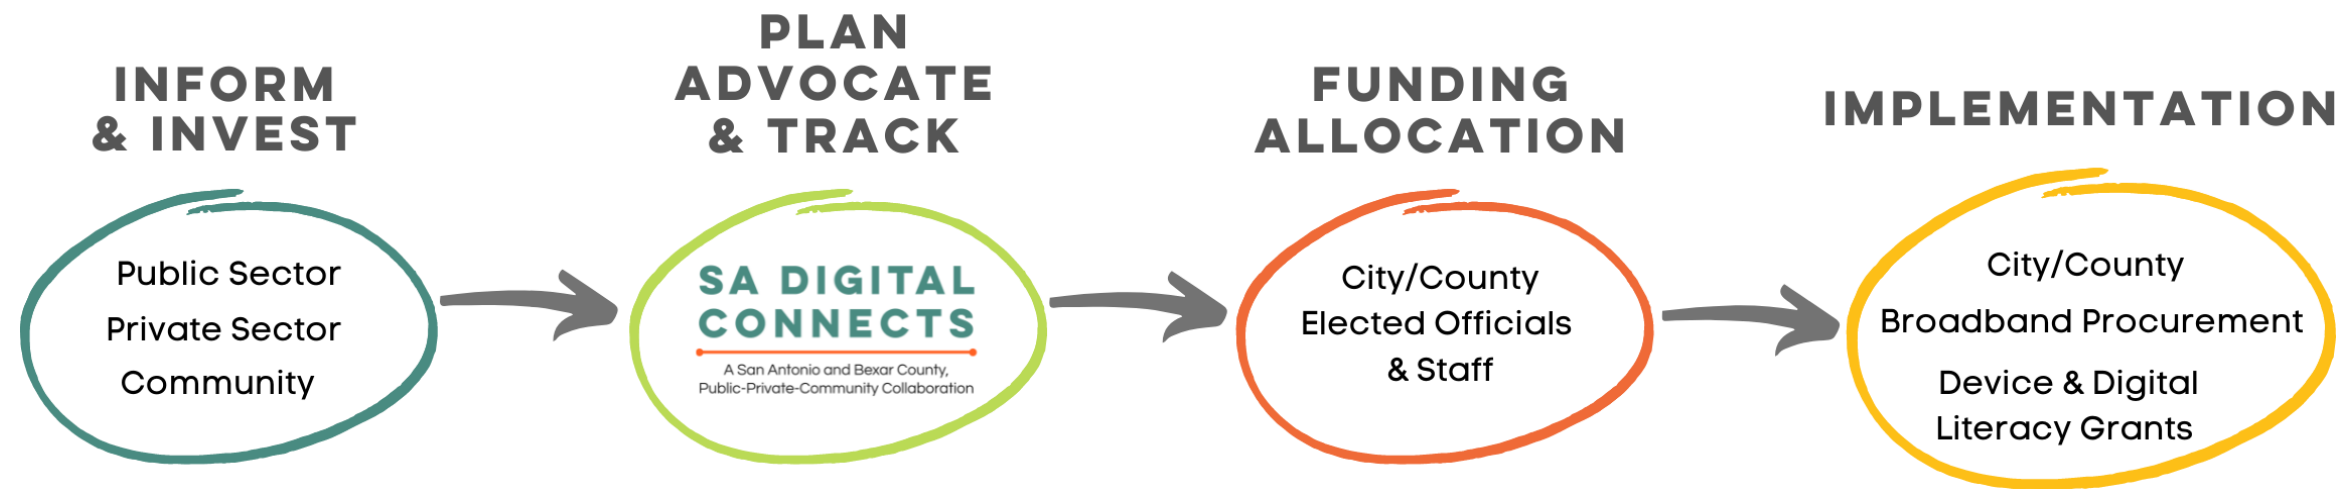 INFORM
& INVEST
Public Sector
Private Sector
Community
PLAN
ADVOCATE
& TRACK
SA DIGITAL
CONNECTS
A San Antonio and Bexar County,
Public-Private-Community Collaboration
FUNDING
ALLOCATION
City/County
Elected Officials
& Staff
IMPLEMENTATION
City/County
Broadband Procurement
Device & Digital
Literacy Grants